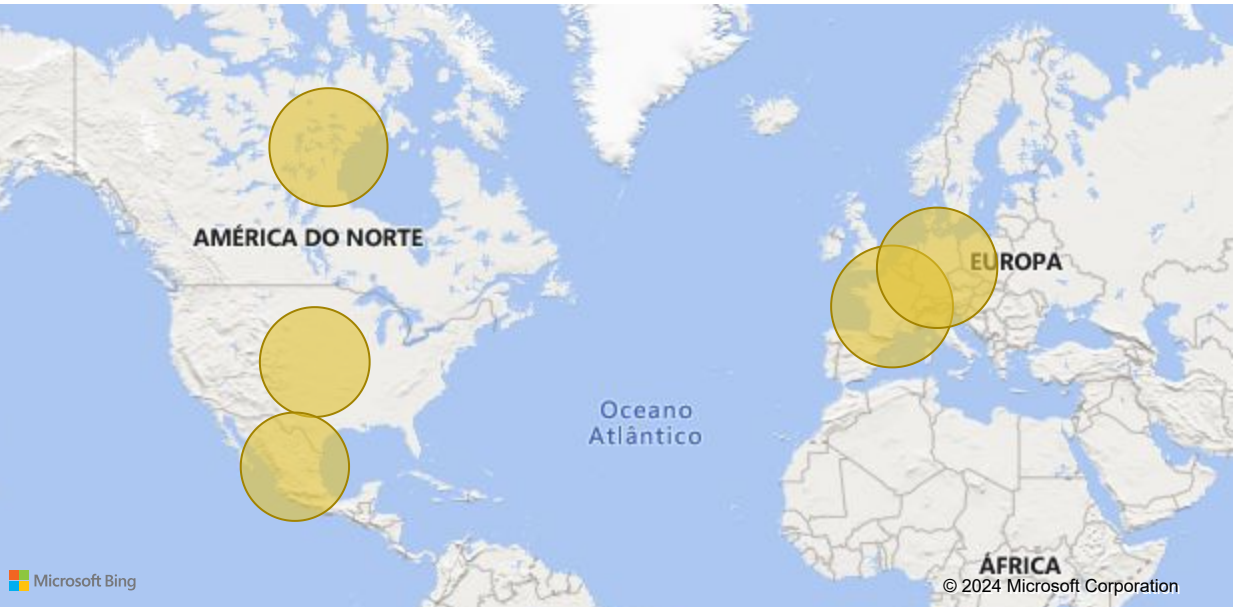 AMÉRICA DO NORTE
EUROPA
Oceano
Atlântico
ÁFRICA
Microsoft Bing
© 2024 Microsoft Corporation